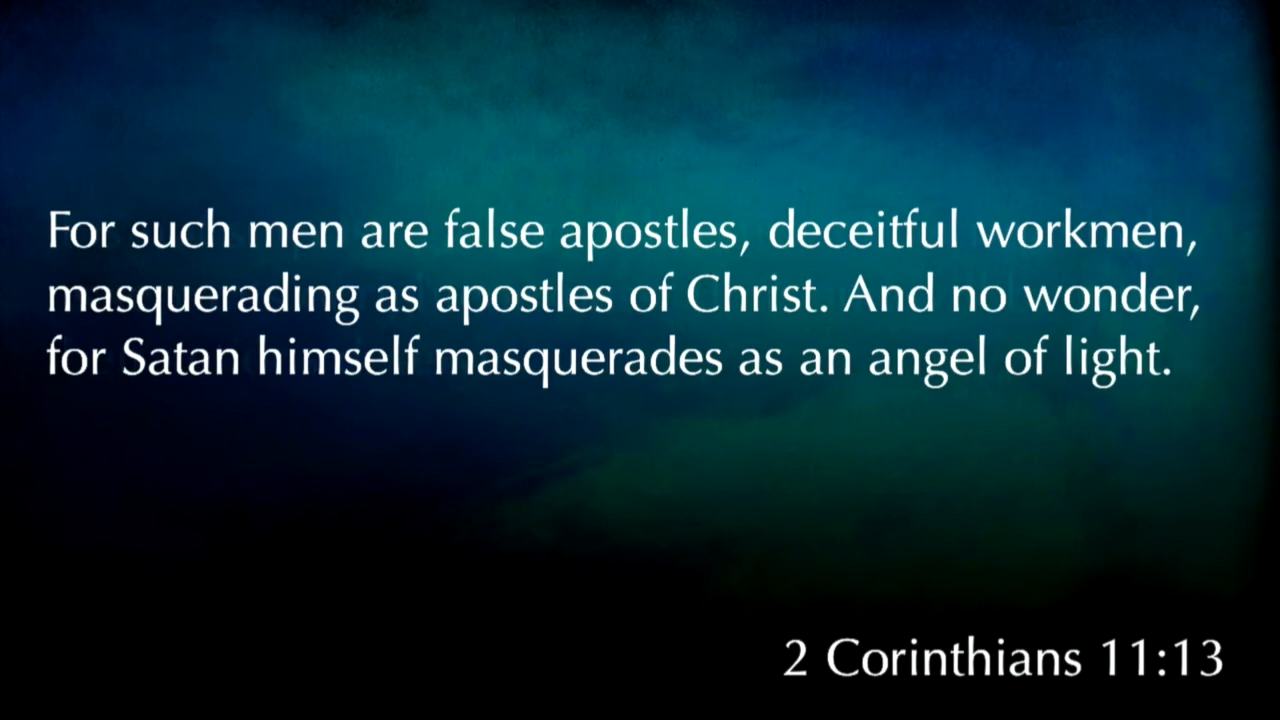 For such men are false apostles, deceitful workmen,
masquerading as apostles of Christ. And no wonder,
for Satan himself masquerades as an angel of light.
2 Corinthians 11:13